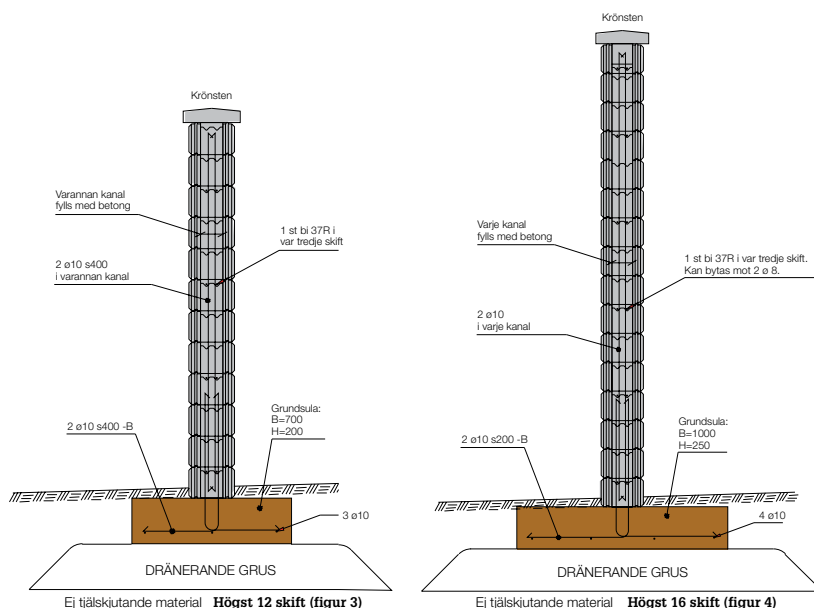 Krönsten
Varannan kanal
fylls med betong
1 st bi 37R i
var tredje skift
2 ø10 s400
i varannan kanal
2 ø10 s400 -B
Grundsula:
B=700
H=200
3 ø10
DRÄNERANDE GRUS
Ej tjälskjutande material Högst 12 skift (figur 3)
Krönsten
Varje kanal
fylls med betong
1 st bi 37R i var tredje skift.
Kan bytas mot 2 ø 8.
2 ø10
i varje kanal
2 ø10 s200 -B
Grundsula:
B=1000
H=250
4 ø10
DRÄNERANDE GRUS
Ej tjälskjutande material Högst 16 skift (figur 4)